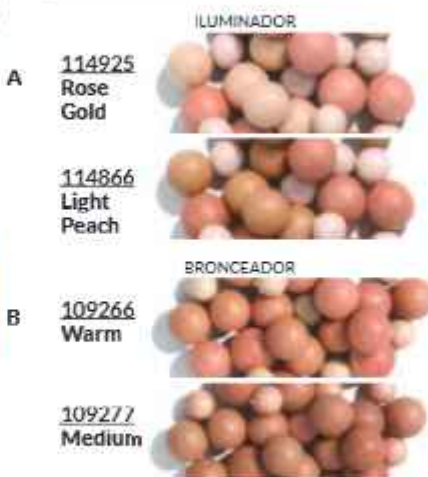 ILUMINADOR
A
114925
Rose
Gold
114866
Light
Peach
BRONCEADOR
B
109266
Warm
109277
Medium